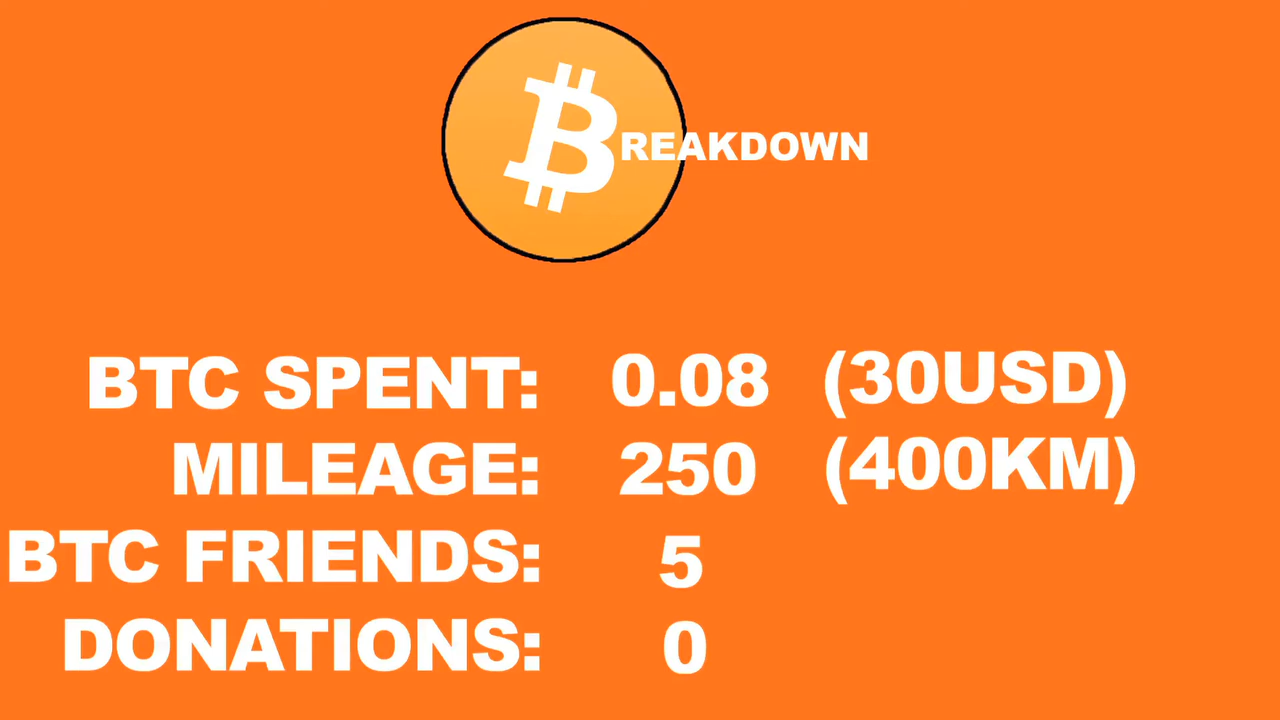 BREAKDOWN
BTC SPENT: 0.08 (30USD)
MILEAGE: 250 (400KM)
BTC FRIENDS: 5
DONATIONS: 0